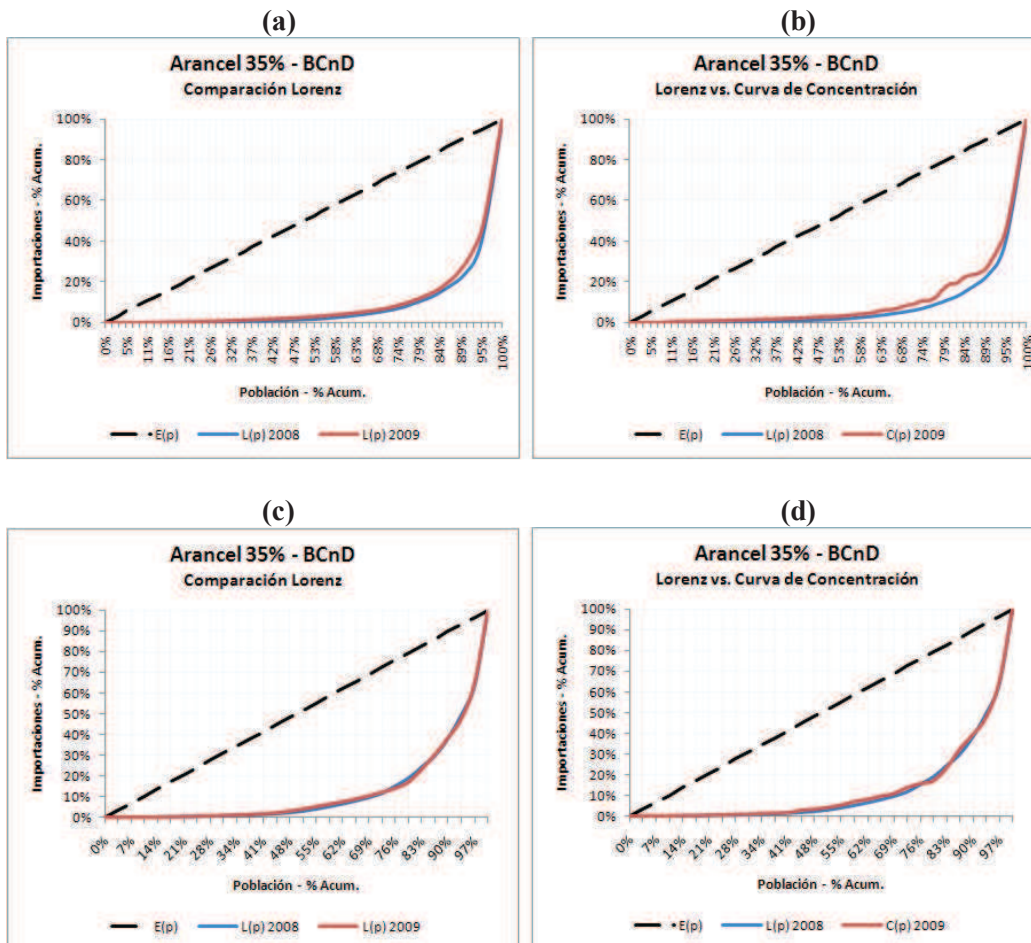 (a)
Arancel 35% - BCnD
Comparación Lorenz
Importaciones - % Acum.
100%
80%
60%
40%
20%
0%
0% 5% 11% 16% 21% 26% 32% 37% 42% 47% 53% 58% 63% 68% 74% 79% 84% 89% 95% 100%
Población - % Acum.
E(p) L(p) 2008 L(p) 2009
(b)
Arancel 35% - BCnD
Lorenz vs. Curva de Concentración
Importaciones - % Acum.
100%
80%
60%
40%
20%
0%
0% 5% 11% 16% 21% 26% 32% 37% 42% 47% 53% 58% 63% 68% 74% 79% 84% 89% 95% 100%
Población - % Acum.
E(p) L(p) 2008 C(p) 2009
(c)
Arancel 35% - BCnD
Comparación Lorenz
Importaciones - % Acum.
100%
90%
80%
70%
60%
50%
40%
30%
20%
10%
0%
0% 7% 14% 21% 28% 34% 41% 48% 55% 62% 69% 76% 83% 90% 97%
Población - % Acum.
E(p) L(p) 2008 L(p) 2009
(d)
Arancel 35% - BCnD
Lorenz vs. Curva de Concentración
Importaciones - % Acum.
100%
90%
80%
70%
60%
50%
40%
30%
20%
10%
0%
0% 7% 14% 21% 28% 34% 41% 48% 55% 62% 69% 76% 83% 90% 97%
Población - % Acum.
E(p) L(p) 2008 C(p) 2009